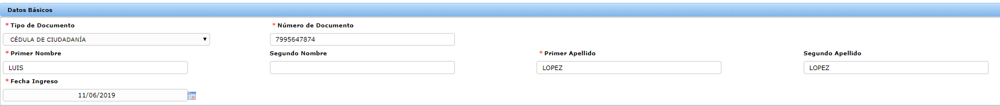 Datos Básicos
* Tipo de Documento * Número de Documento
CÉDULA DE CIUDADANÍA 7995647874
* Primer Nombre Segundo Nombre * Primer Apellido Segundo Apellido
LUIS LOPEZ LOPEZ
* Fecha Ingreso
11/06/2019